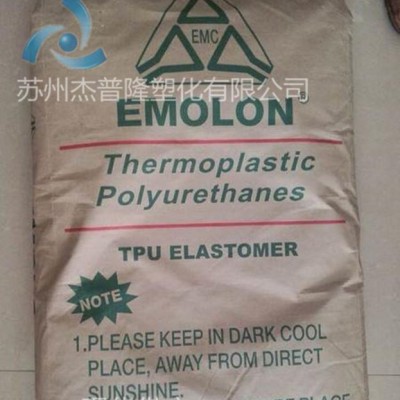 EMC
苏州杰普隆塑化有限公司
EMOLON®
Thermoplastic
Polyurethanes
TPU ELASTOMER
NOTE
1.PLEASE KEEP IN DARK COOL
PLACE, AWAY FROM DIRECT
SUNSHINE.
PLACE